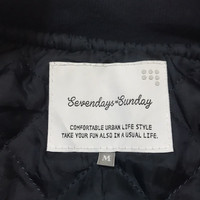 Sevendays=Sunday
COMFORTABLE URBAN LIFE STYLE
TAKE YOUR FUN ALSO IN A USUAL LIFE.
M